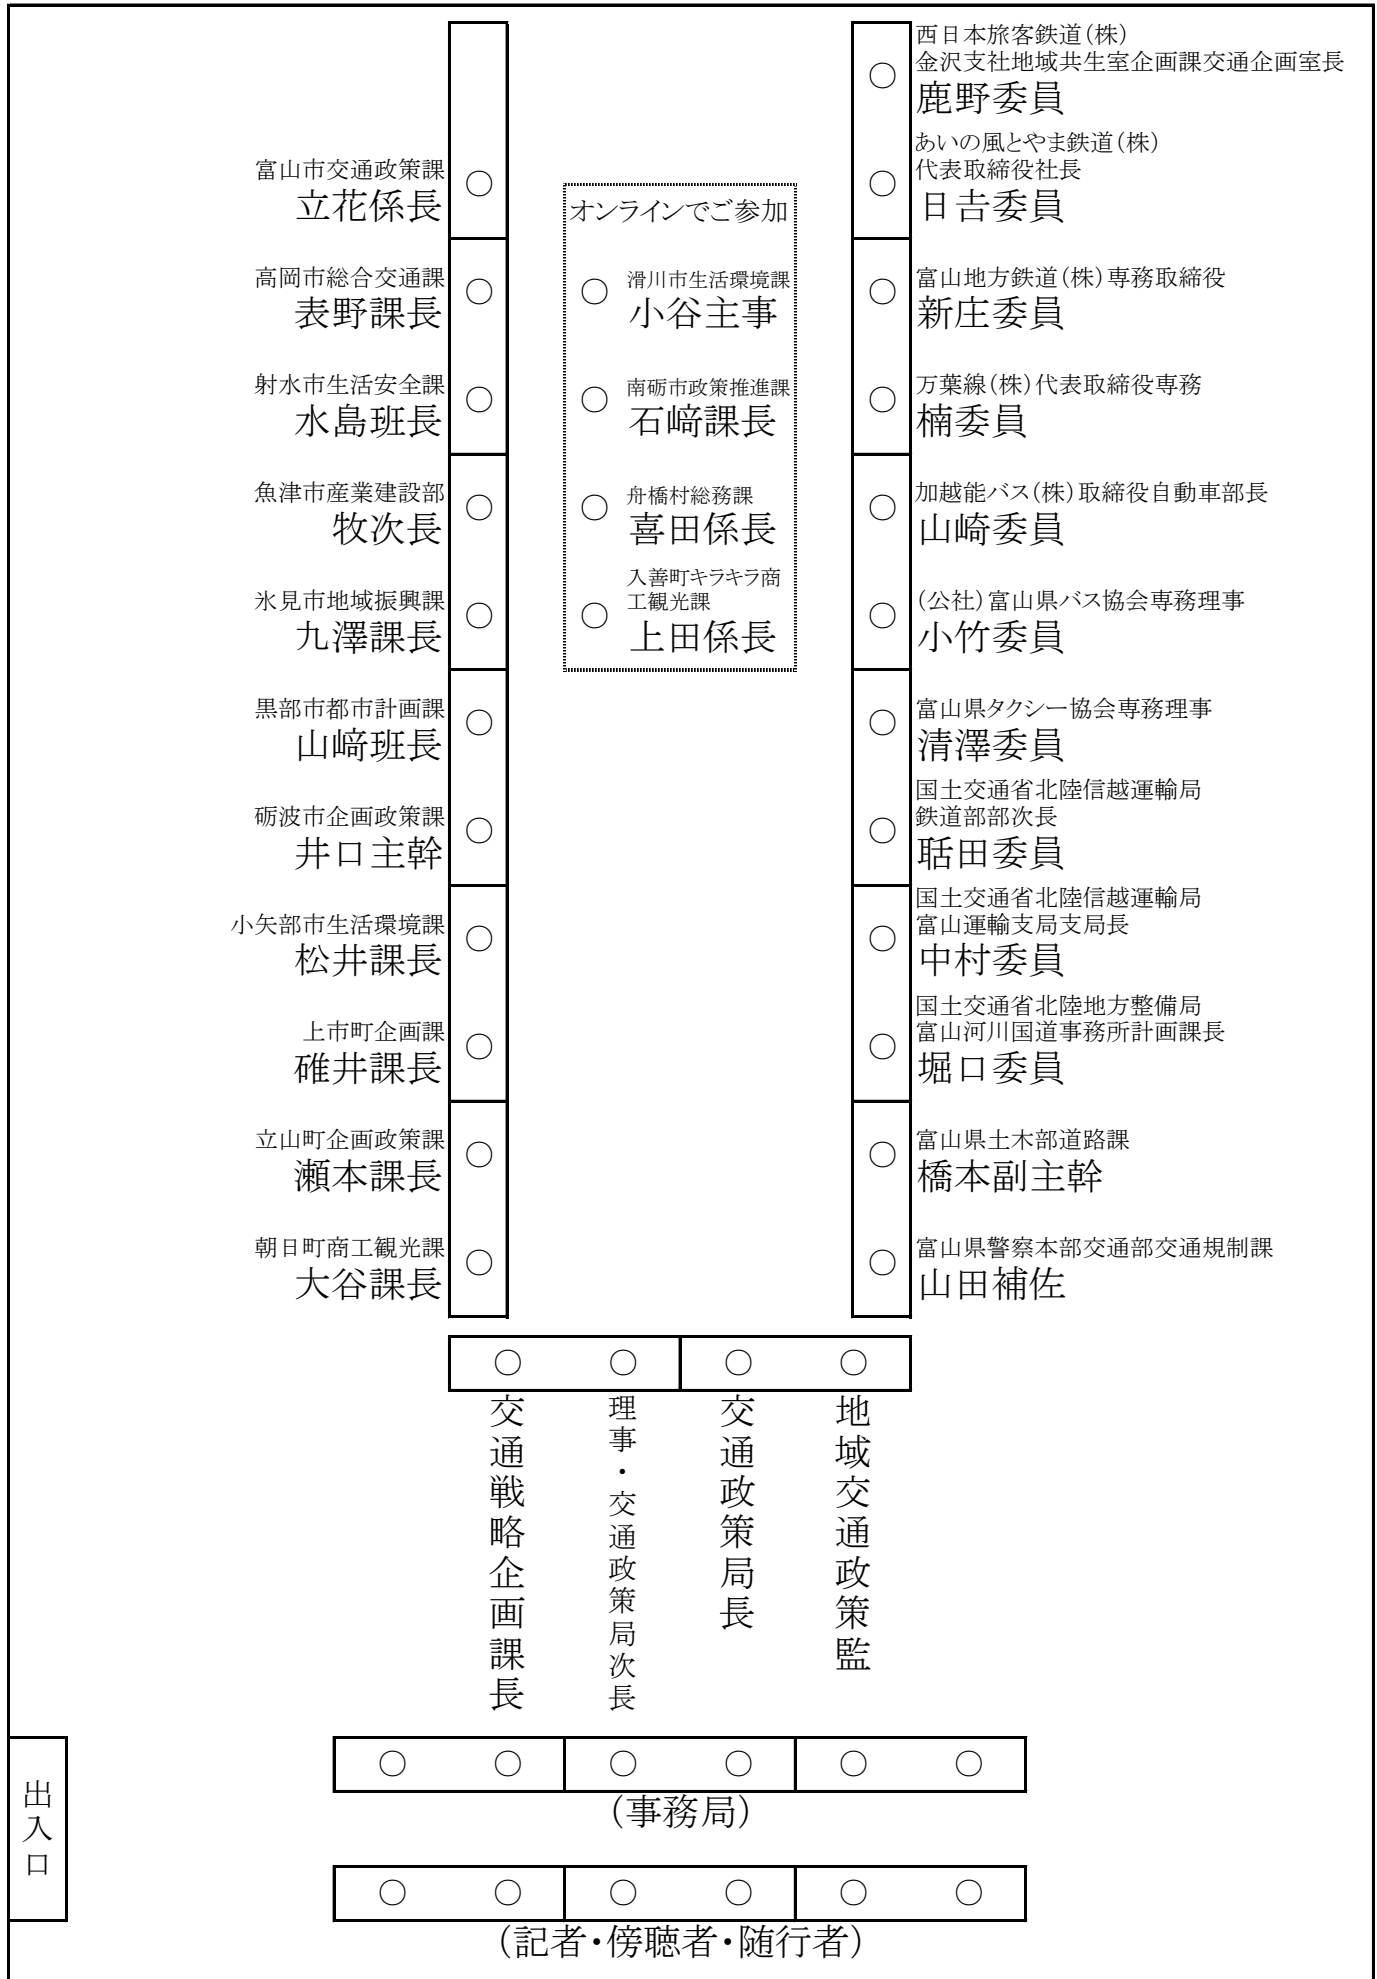 富山市交通政策課
立花係長
高岡市総合交通課
表野課長
射水市生活安全課
水島班長
魚津市産業建設部
牧次長
氷見市地域振興課
九澤課長
黒部市都市計画課
山﨑班長
砺波市企画政策課
井口主幹
小矢部市生活環境課
松井課長
上市町企画課
碓井課長
立山町企画政策課
瀬本課長
朝日町商工観光課
大谷課長
オンラインでご参加
滑川市生活環境課
小谷主事
南砺市政策推進課
石﨑課長
舟橋村総務課
喜田係長
入善町キラキラ商
工観光課
上田係長
西日本旅客鉄道(株)
金沢支社地域共生室企画課交通企画室長
鹿野委員
あいの風とやま鉄道(株)
代表取締役社長
日𠮷委員
富山地方鉄道(株)専務取締役
新庄委員
万葉線(株)代表取締役専務
楠委員
加越能バス(株)取締役自動車部長
山崎委員
(公社)富山県バス協会専務理事
小竹委員
富山県タクシー協会専務理事
清澤委員
国土交通省北陸信越運輸局
鉄道部部次長
聒田委員
国土交通省北陸信越運輸局
富山運輸支局支局長
中村委員
国土交通省北陸地方整備局
富山河川国道事務所計画課長
堀口委員
富山県土木部道路課
橋本副主幹
富山県警察本部交通部交通規制課
山田補佐
交通戦略企画課長
理事・交通政策局次長
交通政策局長
地域交通政策監
出入口
(事務局)
(記者・傍聴者・随行者)